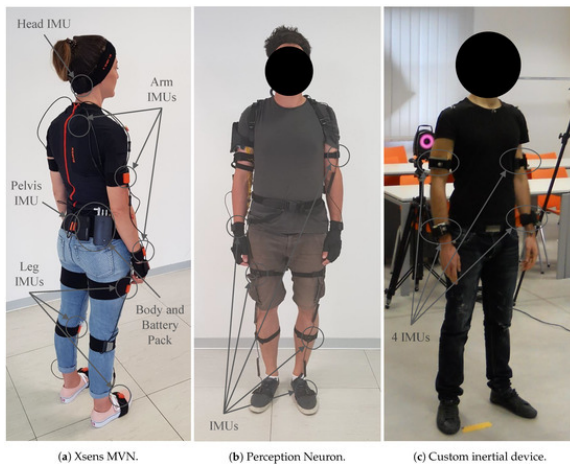 Head IMU
Arm
IMUs
Pelvis
IMU
Leg
IMUs
Body and
Battery
Pack
IMUs
4 IMUs
(a) Xsens MVN.
(b) Perception Neuron.
(c) Custom inertial device.